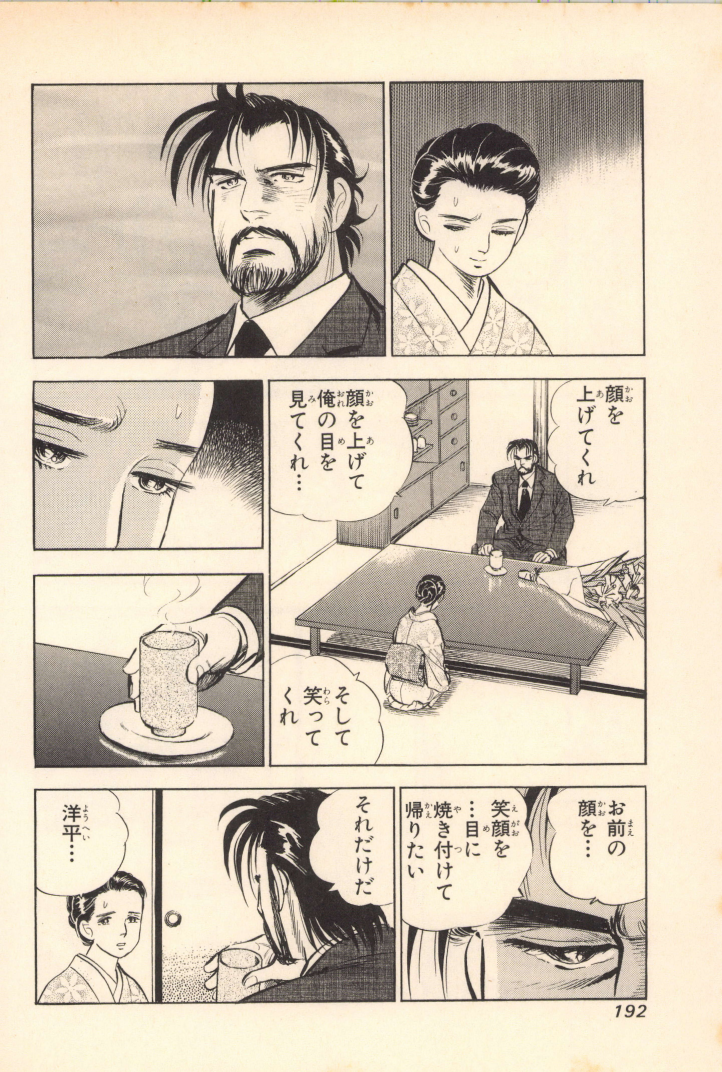 顔を
上げてくれ
顔を上げて
俺の目を
見てくれ…
そして
笑って
くれ
お前の
顔を…
笑顔を
…目に
焼き付けて
帰りたい
それだけだ
洋平…
192